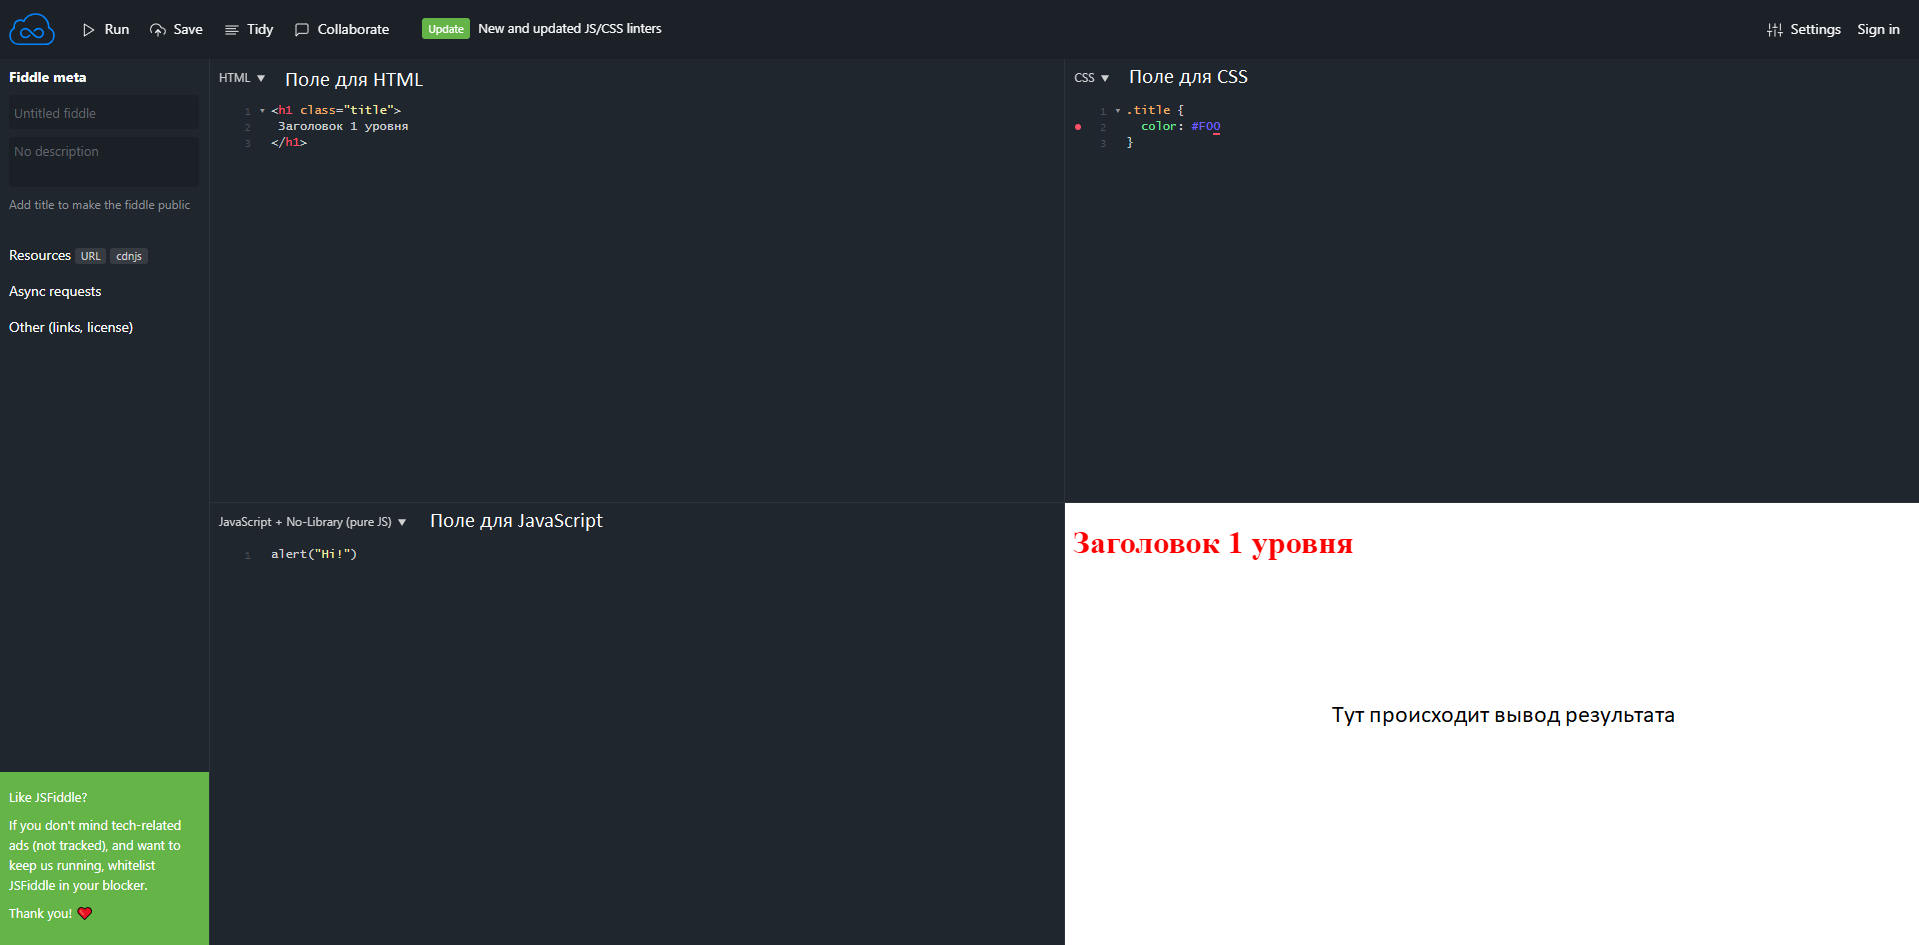 Run Save Tidy Collaborate Update New and updated JS/CSS linters Settings Sign in
Fiddle meta
Untitled fiddle
No description
Add title to make the fiddle public
Resources URL cdnjs
Async requests
Other (links, license)
Like JSFiddle?
If you don't mind tech-related
ads (not tracked), and want to
keep us running, whitelist
JSFiddle in your blocker.
Thank you!
HTML Поле для HTML
1 <h1 class="title">
2 Заголовок 1 уровня
3 </h1>
CSS Поле для CSS
1 .title {
2 color: #F00
3 }
JavaScript + No-Library (pure JS) Поле для JavaScript
1 alert("Hi!")
Заголовок 1 уровня
Тут происходит вывод результата